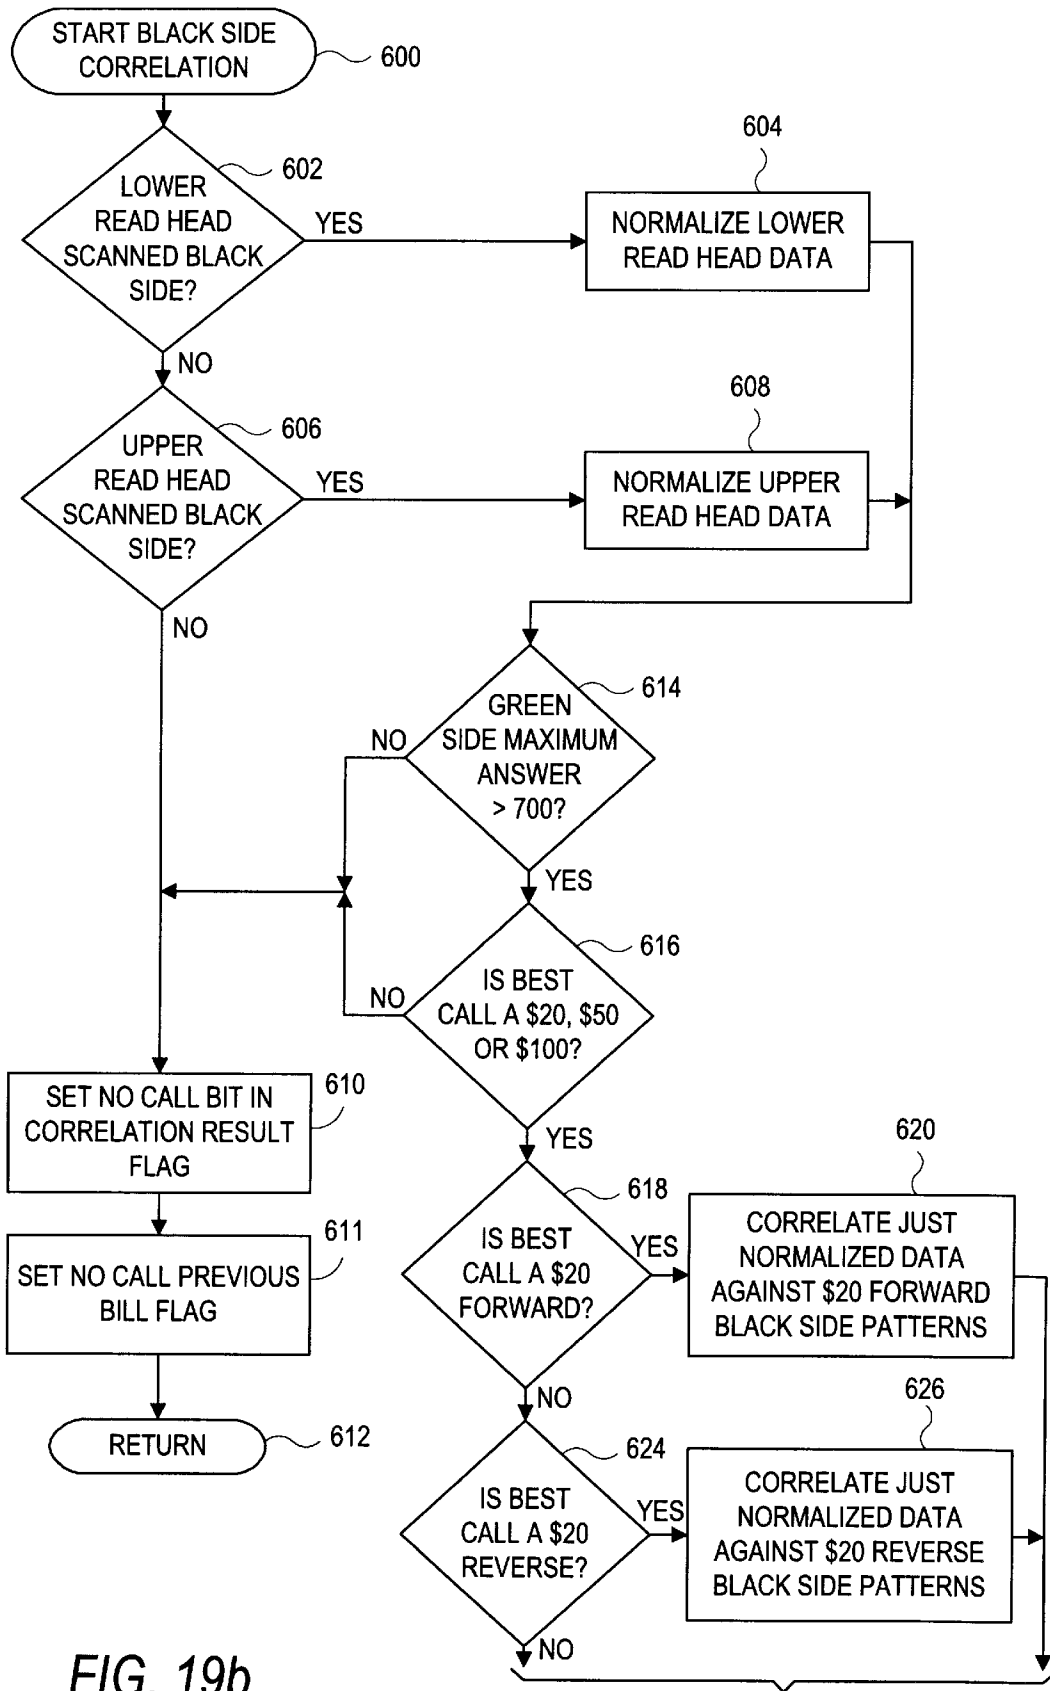 START BLACK SIDE
CORRELATION
600
602
LOWER
READ HEAD
SCANNED BLACK
SIDE?
YES
604
NORMALIZE LOWER
READ HEAD DATA
NO
606
UPPER
READ HEAD
SCANNED BLACK
SIDE?
YES
608
NORMALIZE UPPER
READ HEAD DATA
NO
614
GREEN
SIDE MAXIMUM
ANSWER
> 700?
NO
YES
616
IS BEST
CALL A $20, $50
OR $100?
NO
YES
610
SET NO CALL BIT IN
CORRELATION RESULT
FLAG
611
SET NO CALL PREVIOUS
BILL FLAG
RETURN
612
618
IS BEST
CALL A $20
FORWARD?
YES
620
CORRELATE JUST
NORMALIZED DATA
AGAINST $20 FORWARD
BLACK SIDE PATTERNS
NO
624
IS BEST
CALL A $20
REVERSE?
YES
626
CORRELATE JUST
NORMALIZED DATA
AGAINST $20 REVERSE
BLACK SIDE PATTERNS
NO
FIG. 19b